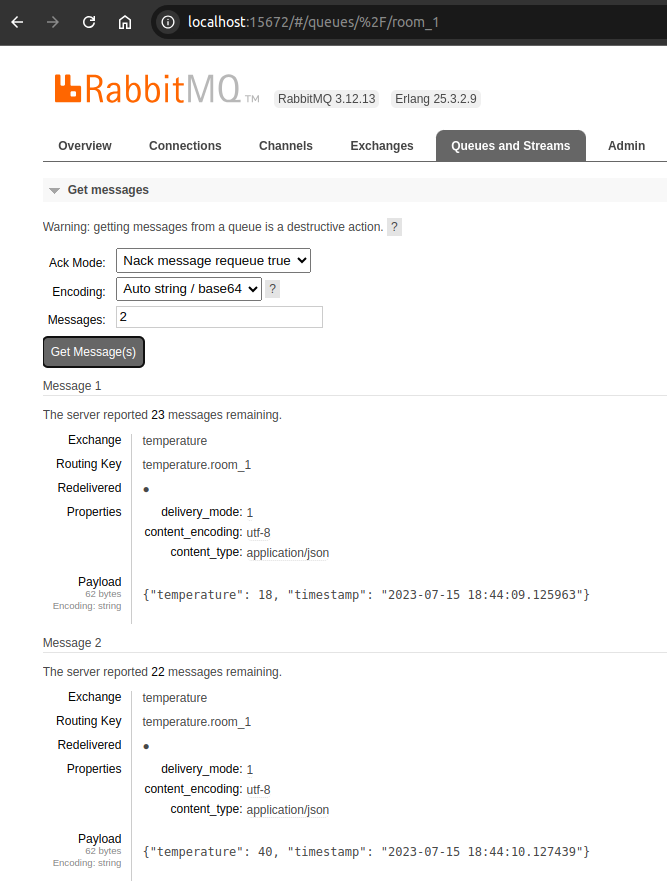 localhost:15672/#/queues/%2F/room_1
RabbitMQ TM RabbitMQ 3.12.13 Erlang 25.3.2.9
Overview Connections Channels Exchanges Queues and Streams Admin
Get messages
Warning: getting messages from a queue is a destructive action. ?
Ack Mode: Nack message requeue true
Encoding: Auto string / base64 ?
Messages: 2
Get Message(s)
Message 1
The server reported 23 messages remaining.
Exchange temperature
Routing Key temperature.room_1
Redelivered ●
Properties delivery_mode: 1
content_encoding: utf-8
content_type: application/json
Payload
62 bytes
Encoding: string
{"temperature": 18, "timestamp": "2023-07-15 18:44:09.125963"}
Message 2
The server reported 22 messages remaining.
Exchange temperature
Routing Key temperature.room_1
Redelivered ●
Properties delivery_mode: 1
content_encoding: utf-8
content_type: application/json
Payload
62 bytes
Encoding: string
{"temperature": 40, "timestamp": "2023-07-15 18:44:10.127439"}